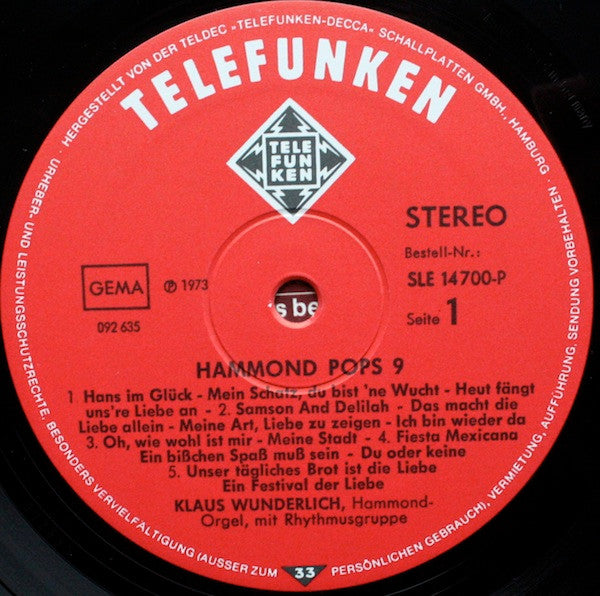 HERGESTELLT VON DER TELDEC »TELEFUNKEN-DECCA« SCHALLPLATTEN GMBH, HAMBURG
URHEBER- UND LEISTUNGSSCHUTZRECHTE, BESONDERS VERVIELFÄLTIGUNG (AUSSER ZUM PERSÖNLICHEN GEBRAUCH), VERMIETUNG, AUFFÜHRUNG, SENDUNG VORBEHALTEN
TELEFUNKEN
TELE
FUN
KEN
STEREO
Bestell-Nr.:
SLE 14700-P
Seite 1
GEMA
℗ 1973
092 635
s be
HAMMOND POPS 9
1 Hans im Glück - Mein Schatz, du bist 'ne Wucht - Heut fängt
uns're Liebe an - 2. Samson And Delilah - Das macht die
Liebe allein - Meine Art, Liebe zu zeigen - Ich bin wieder da
3. Oh, wie wohl ist mir - Meine Stadt - 4. Fiesta Mexicana
Ein bißchen Spaß muß sein - Du oder keine
5. Unser tägliches Brot ist die Liebe
Ein Festival der Liebe
KLAUS WUNDERLICH, Hammond-
Orgel, mit Rhythmusgruppe
33